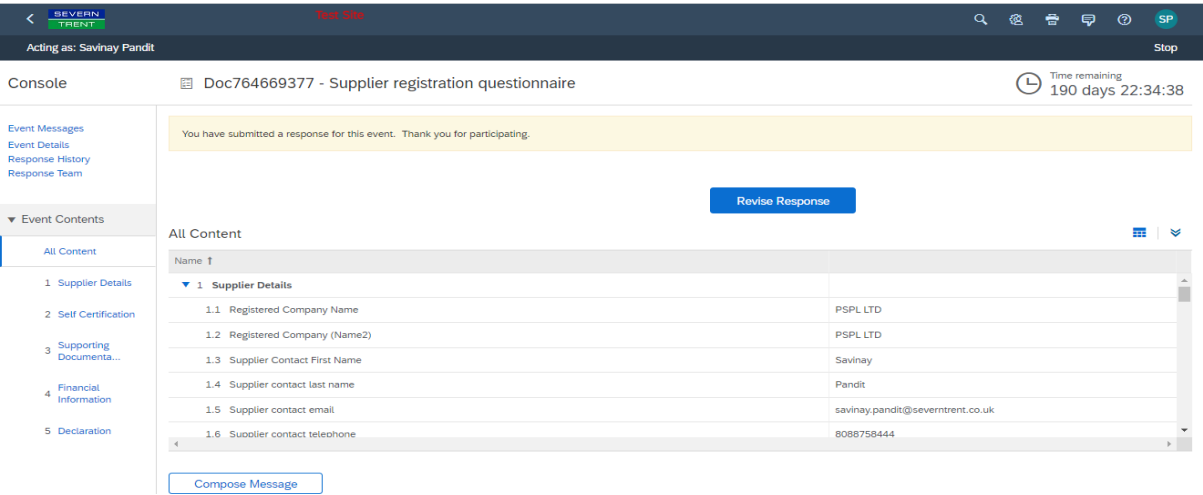 SEVERN
TRENT
Test Site
SP
Acting as: Savinay Pandit
Stop
Console
Doc764669377 - Supplier registration questionnaire
Time remaining
190 days 22:34:38
Event Messages
Event Details
Response History
Response Team
You have submitted a response for this event. Thank you for participating.
Revise Response
Event Contents
All Content
1 Supplier Details
2 Self Certification
3 Supporting
Documenta...
4 Financial
Information
5 Declaration
All Content
Name ↑
1 Supplier Details
1.1 Registered Company Name PSPL LTD
1.2 Registered Company (Name2) PSPL LTD
1.3 Supplier Contact First Name Savinay
1.4 Supplier contact last name Pandit
1.5 Supplier contact email savinay.pandit@severntrent.co.uk
1.6 Supplier contact telephone 8088758444
Compose Message